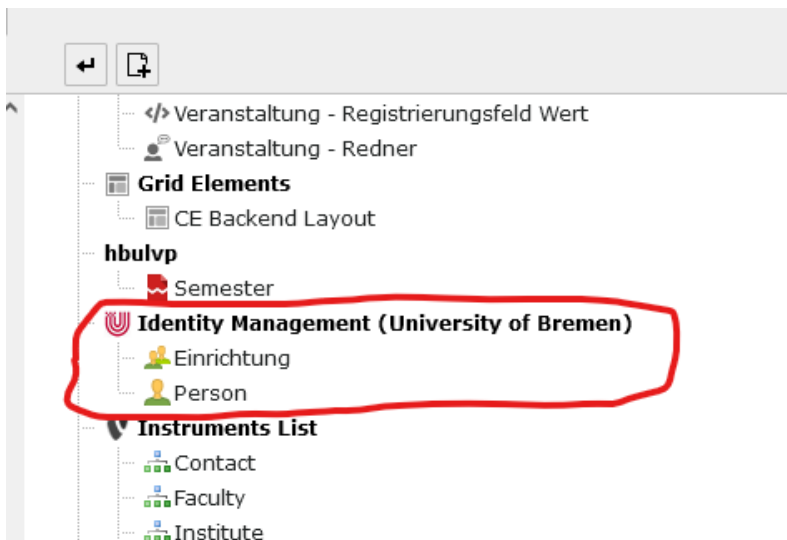 Veranstaltung - Registrierungsfeld Wert
Veranstaltung - Redner
Grid Elements
CE Backend Layout
hbulvp
Semester
Identity Management (University of Bremen)
Einrichtung
Person
Instruments List
Contact
Faculty
Institute